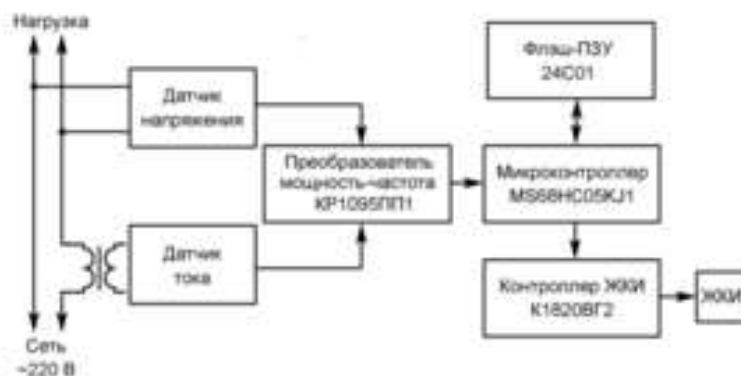 Нагрузка
Датчик
напряжения
Флэш-ПЗУ
24С01
Преобразователь
мощность-частота
КР1095ПП1
Микроконтроллер
MS68HC05KJ1
Датчик
тока
Контроллер ЖКИ
К1820ВГ2
ЖКИ
Сеть
~220 В